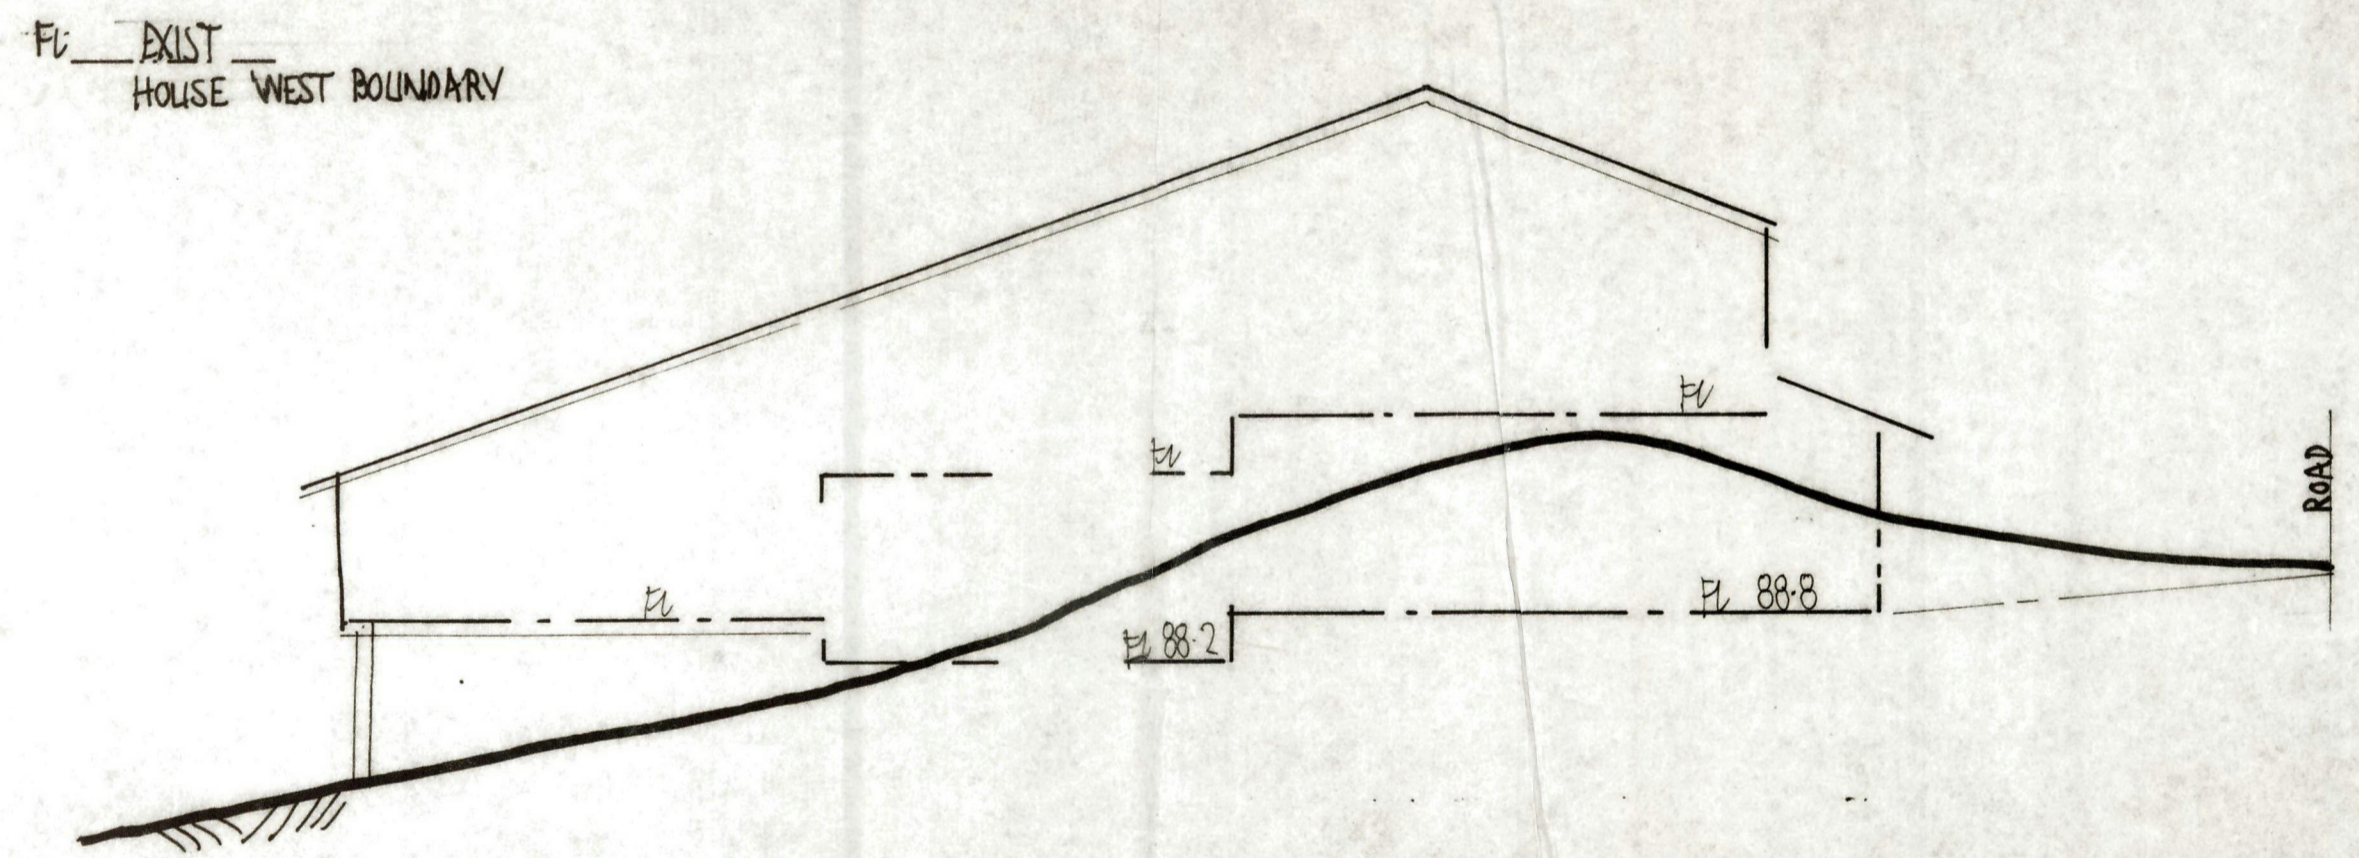 FL EXIST
HOUSE WEST BOUNDARY
FL
FL
ROAD
FL
FL 88.8
FL 88.2